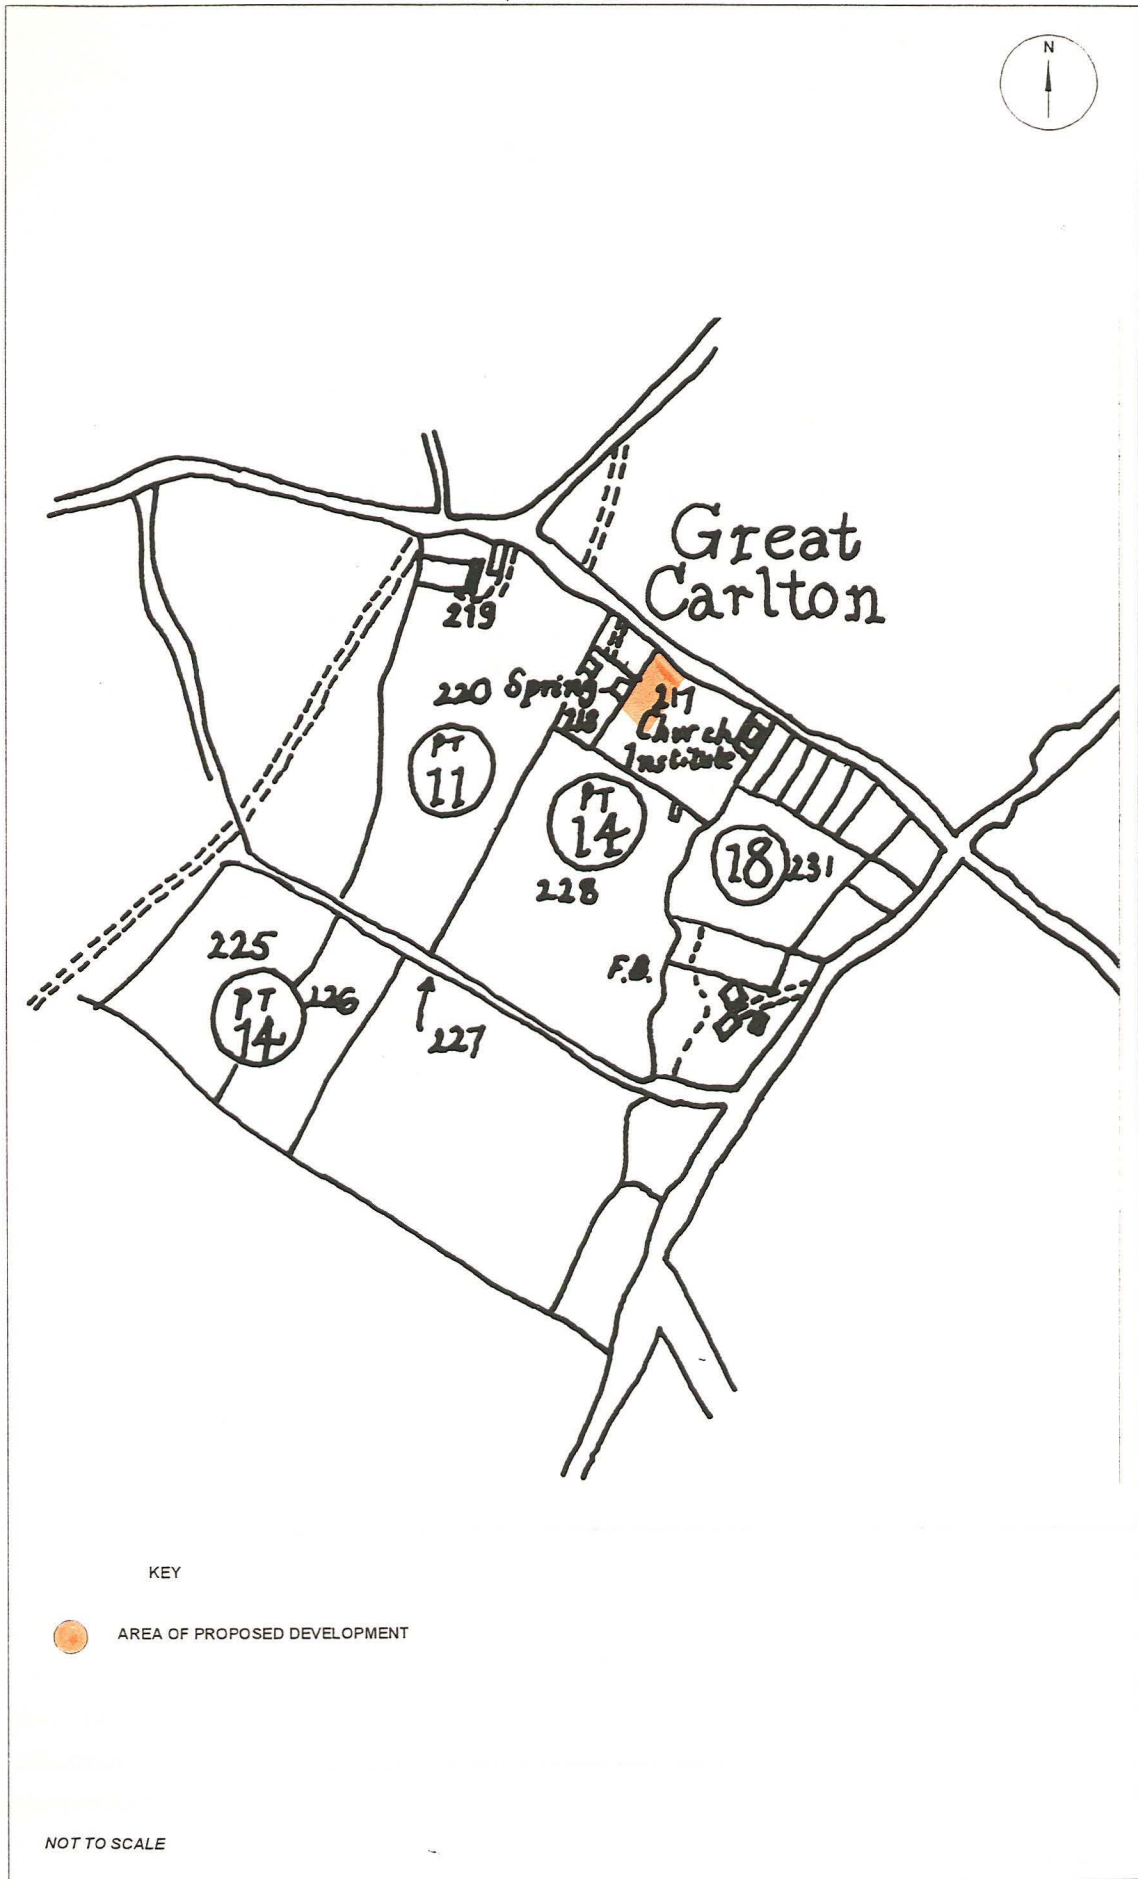 N
Great
Carlton
219
220 Spring
217
218
Church
Institute
PT
11
PT
14
18 231
228
225
F.B.
PT
14
226
227
KEY
AREA OF PROPOSED DEVELOPMENT
NOT TO SCALE